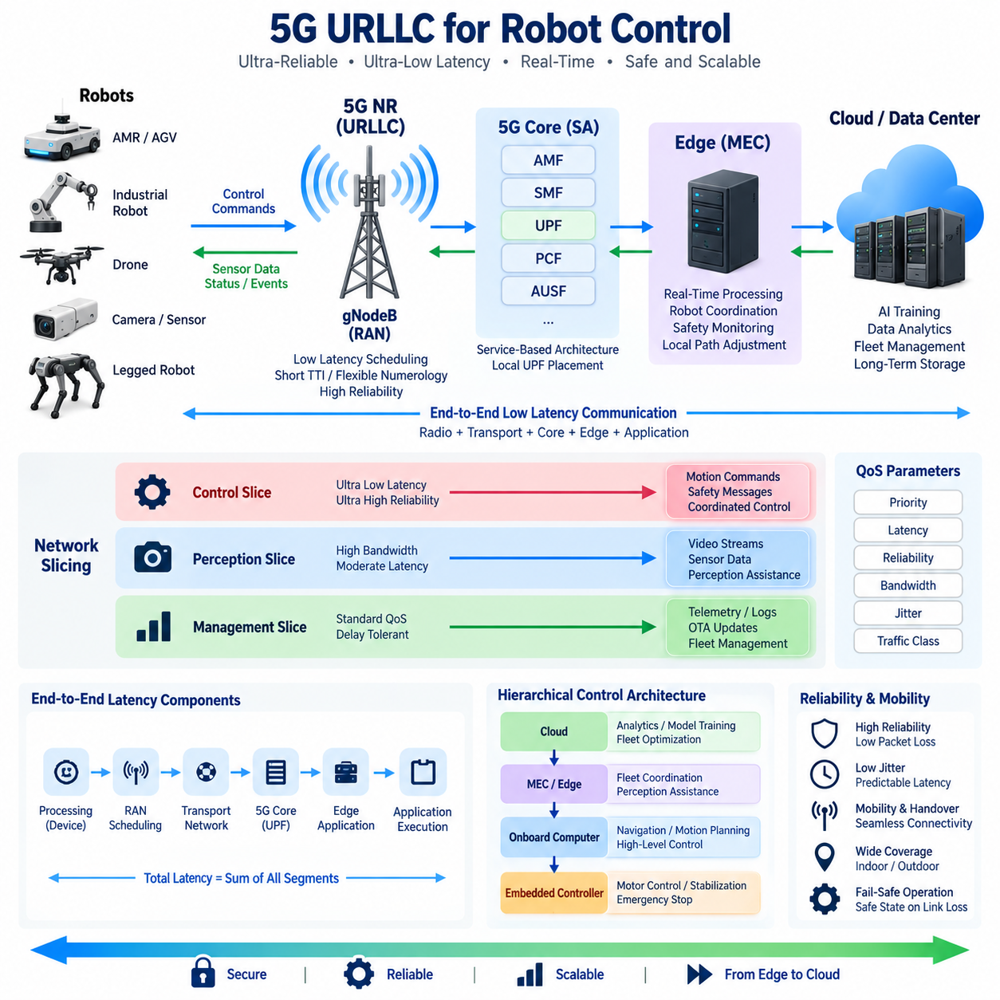 5G URLLC for Robot Control
Ultra-Reliable • Ultra-Low Latency • Real-Time • Safe and Scalable
Robots
AMR / AGV
Industrial
Robot
Drone
Camera / Sensor
Legged Robot
Control
Commands
Sensor Data
Status / Events
5G NR
(URLLC)
gNodeB
(RAN)
Low Latency Scheduling
Short TTI / Flexible Numerology
High Reliability
5G Core (SA)
AMF
SMF
UPF
PCF
AUSF
...
Service-Based Architecture
Local UPF Placement
Edge (MEC)
Real-Time Processing
Robot Coordination
Safety Monitoring
Local Path Adjustment
Cloud / Data Center
AI Training
Data Analytics
Fleet Management
Long-Term Storage
End-to-End Low Latency Communication
Radio + Transport + Core + Edge + Application
Network
Slicing
Control Slice
Ultra Low Latency
Ultra High Reliability
Motion Commands
Safety Messages
Coordinated Control
Perception Slice
High Bandwidth
Moderate Latency
Video Streams
Sensor Data
Perception Assistance
Management Slice
Standard QoS
Delay Tolerant
Telemetry / Logs
OTA Updates
Fleet Management
QoS Parameters
Priority
Latency
Reliability
Bandwidth
Jitter
Traffic Class
End-to-End Latency Components
Processing
(Device)
RAN
Scheduling
Transport
Network
5G Core
(UPF)
Edge
Application
Application
Execution
Total Latency = Sum of All Segments
Hierarchical Control Architecture
Cloud
Analytics / Model Training
Fleet Optimization
MEC / Edge
Fleet Coordination
Perception Assistance
Onboard Computer
Navigation / Motion Planning
High-Level Control
Embedded Controller
Motor Control / Stabilization
Emergency Stop
Reliability & Mobility
High Reliability
Low Packet Loss
Low Jitter
Predictable Latency
Mobility & Handover
Seamless Connectivity
Wide Coverage
Indoor / Outdoor
Fail-Safe Operation
Safe State on Link Loss
Secure
Reliable
Scalable
From Edge to Cloud